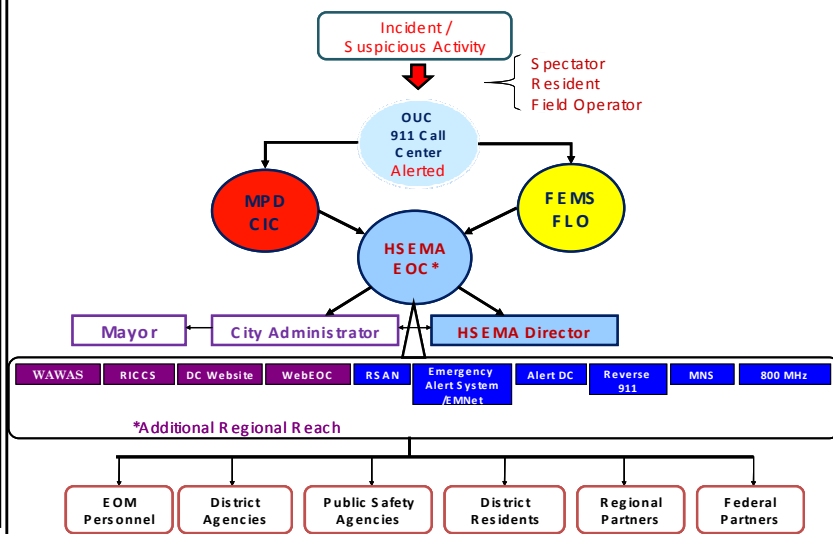 Incident /
Suspicious Activity
Spectator
Resident
Field Operator
OUC
911 Call
Center
Alerted
MPD
CIC
FEMS
FLO
HSEMA
EOC*
Mayor
City Administrator
HSEMA Director
WAWAS
RICCS
DC Website
WebEOC
RSAN
Emergency
Alert System
/EMNet
Alert DC
Reverse
911
MNS
800 MHz
*Additional Regional Reach
EOM
Personnel
District
Agencies
Public Safety
Agencies
District
Residents
Regional
Partners
Federal
Partners